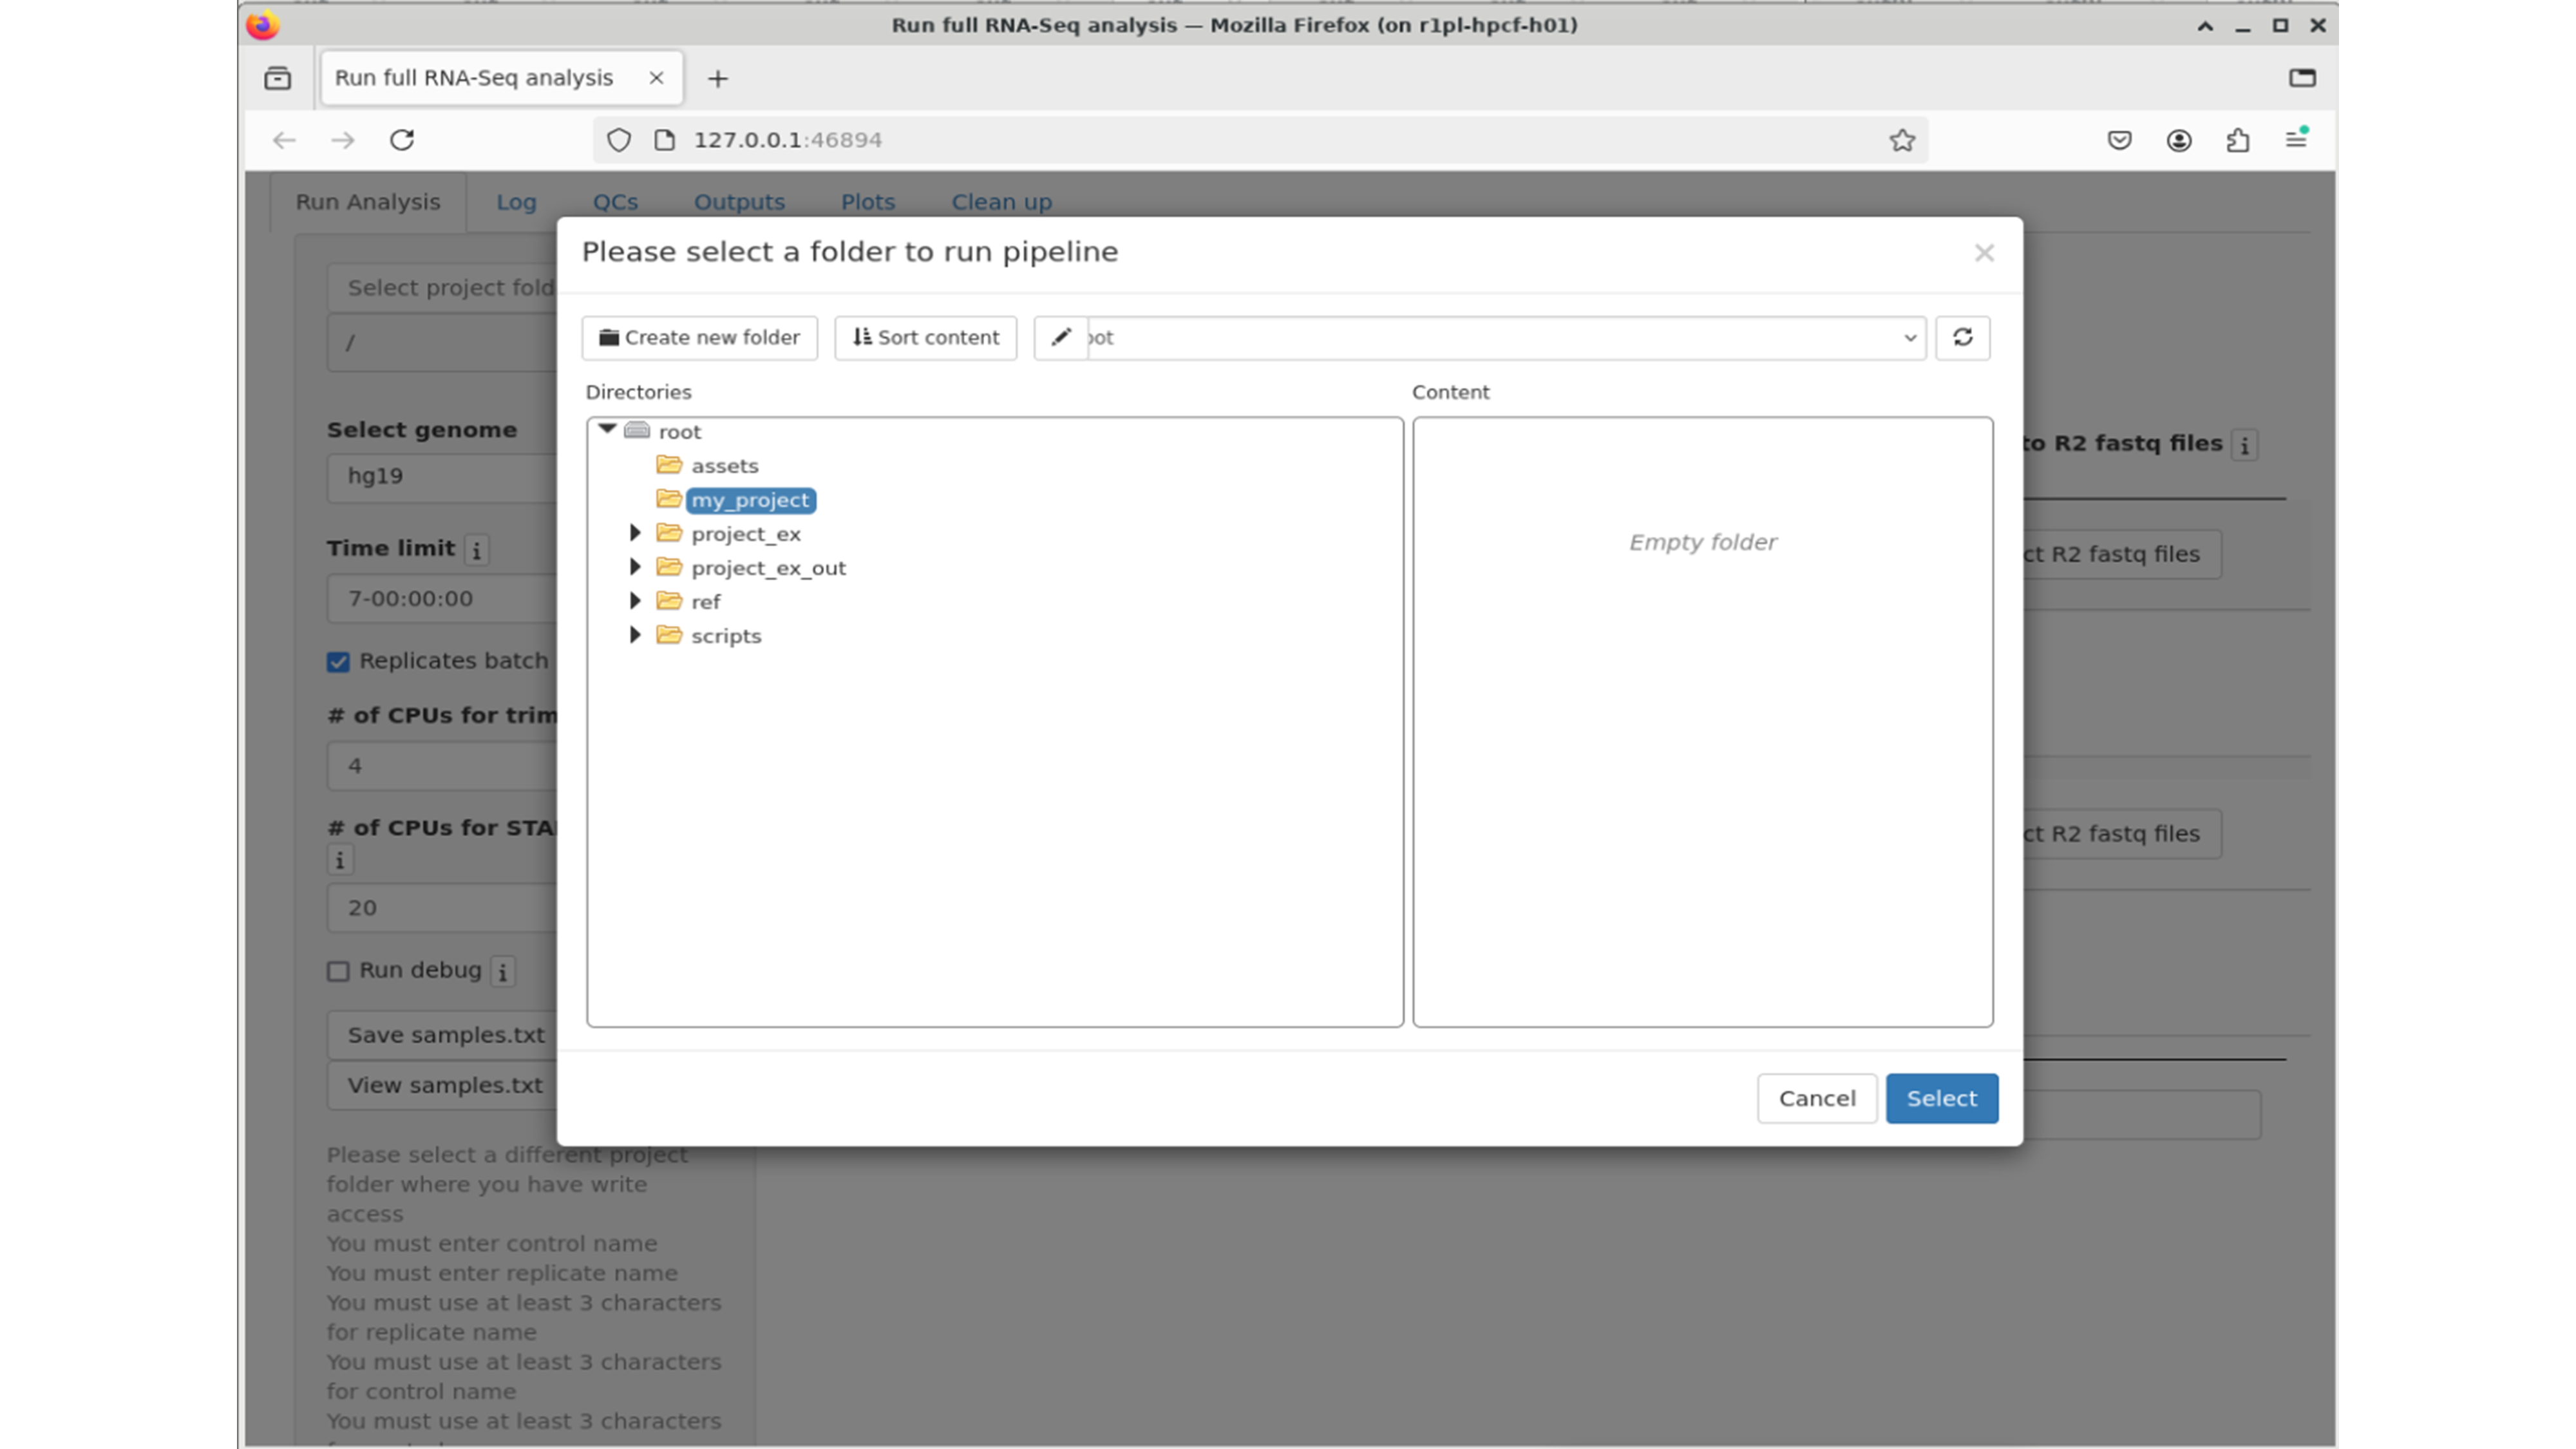 Run full RNA-Seq analysis — Mozilla Firefox (on r1pl-hpcf-h01)
Run full RNA-Seq analysis
127.0.0.1:46894
Run Analysis Log QCs Outputs Plots Clean up
Please select a folder to run pipeline
Select project fold
/
Create new folder Sort content oot
Directories Content
root
assets
my_project
project_ex
project_ex_out
ref
scripts
Empty folder
Select genome
hg19
Time limit i
7-00:00:00
Replicates batch
# of CPUs for trim
4
# of CPUs for STA
i
20
Run debug i
Save samples.txt
View samples.txt
to R2 fastq files i
ct R2 fastq files
ct R2 fastq files
Cancel Select
Please select a different project
folder where you have write
access
You must enter control name
You must enter replicate name
You must use at least 3 characters
for replicate name
You must use at least 3 characters
for control name
You must use at least 3 characters